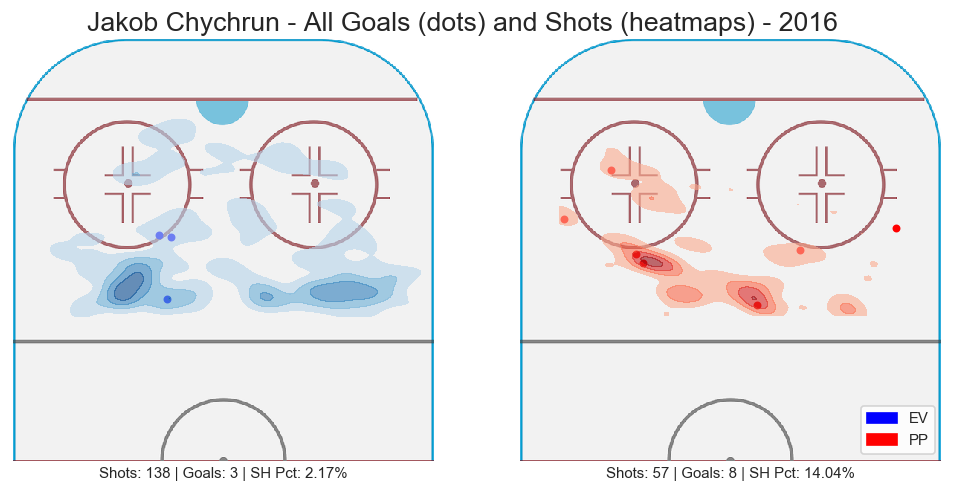 Jakob Chychrun - All Goals (dots) and Shots (heatmaps) - 2016
EV
PP
Shots: 138 | Goals: 3 | SH Pct: 2.17%
Shots: 57 | Goals: 8 | SH Pct: 14.04%